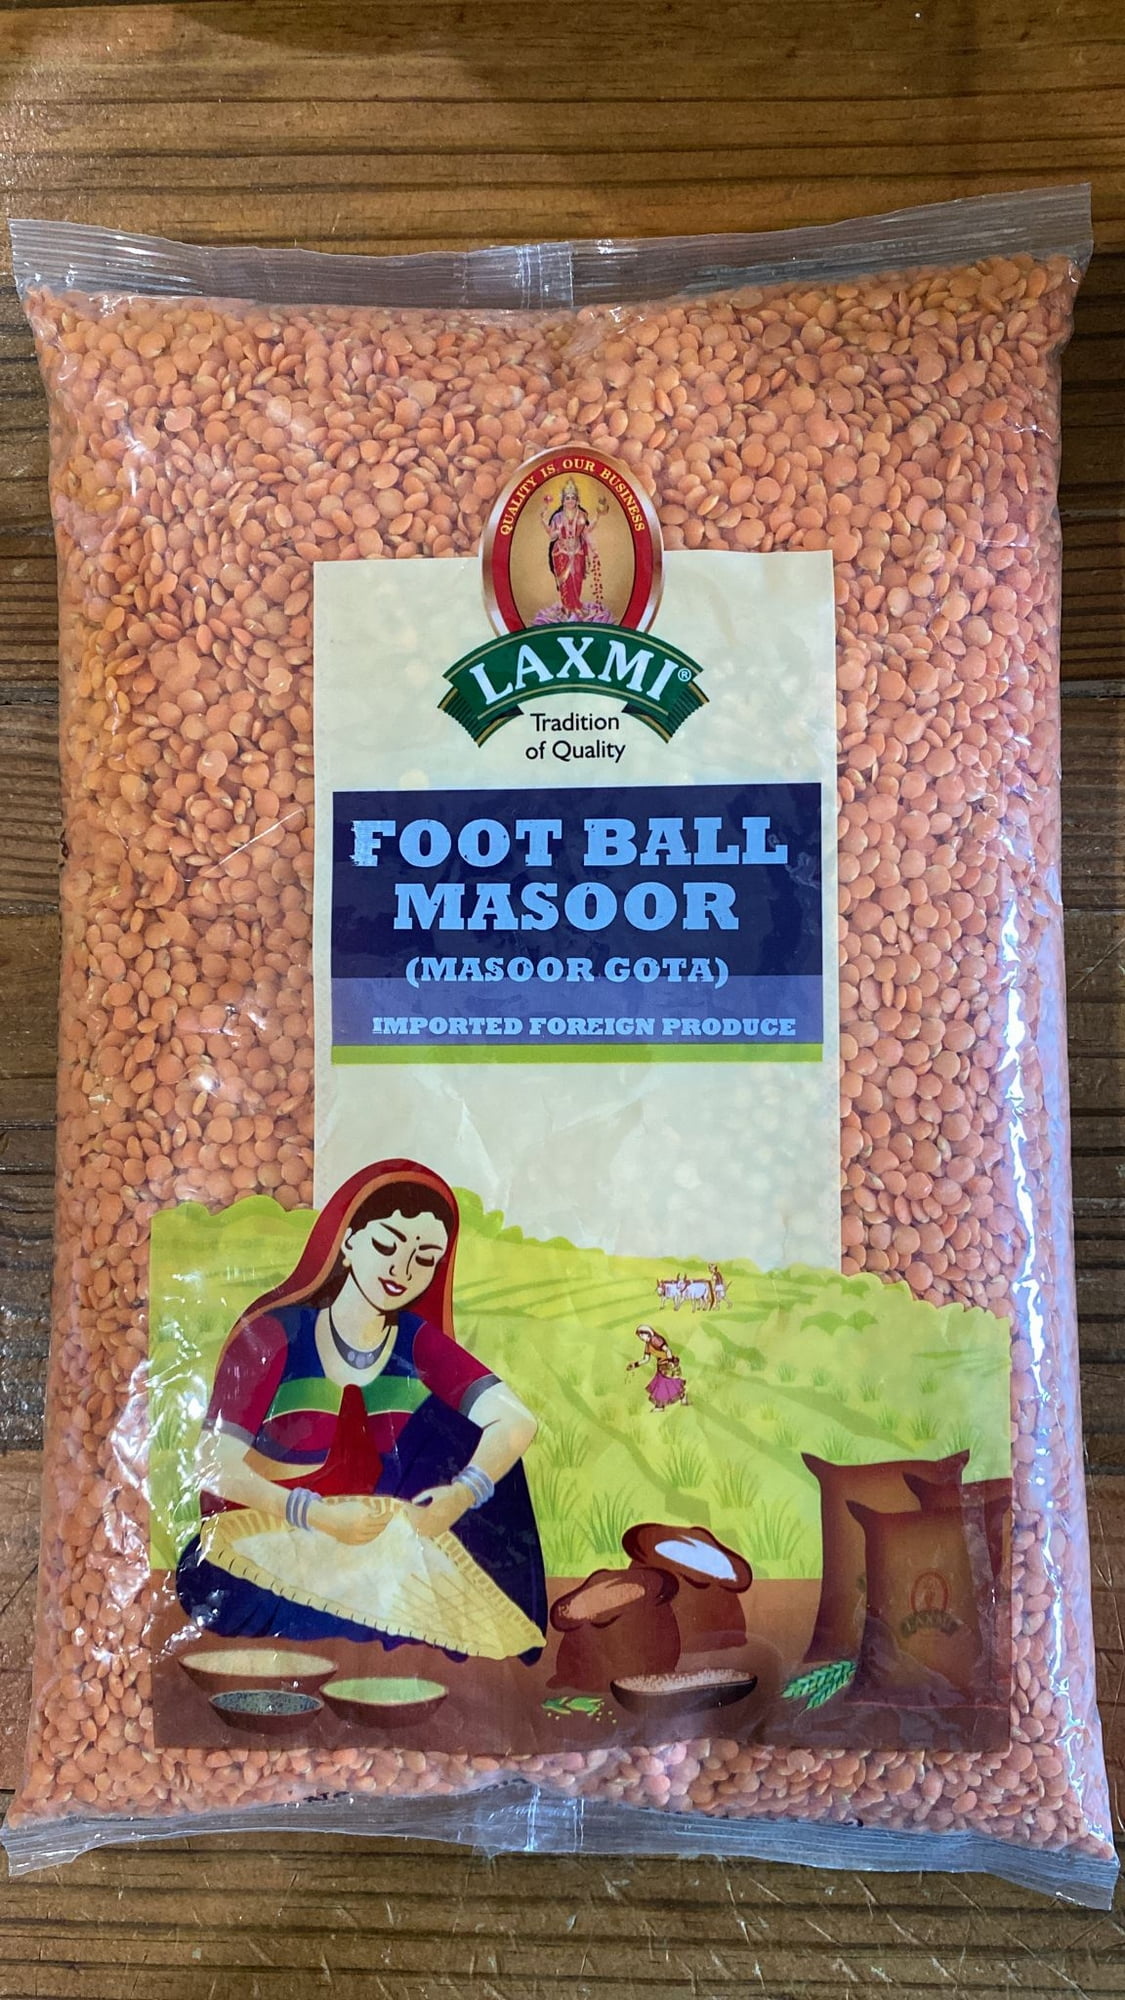 QUALITY IS OUR BUSINESS
LAXMI®
Tradition
of Quality
FOOT BALL
MASOOR
(MASOOR GOTA)
IMPORTED FOREIGN PRODUCE